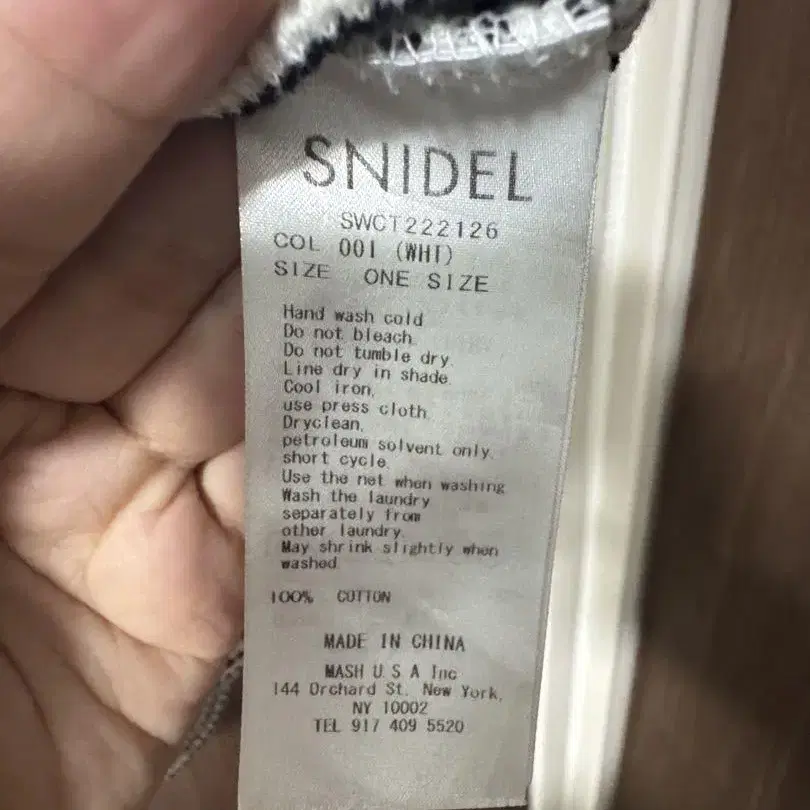 SNIDEL
SWCT222126
COL 001 (WHT)
SIZE ONE SIZE
Hand wash cold
Do not bleach.
Do not tumble dry.
Line dry in shade.
Cool iron,
use press cloth.
Dryclean,
petroleum solvent only.
short cycle.
Use the net when washing
Wash the laundry
separately from
other laundry.
May shrink slightly when
washed.
100% COTTON
MADE IN CHINA
MASH U S A Inc
144 Orchard St. New York,
NY 10002
TEL 917 409 5520